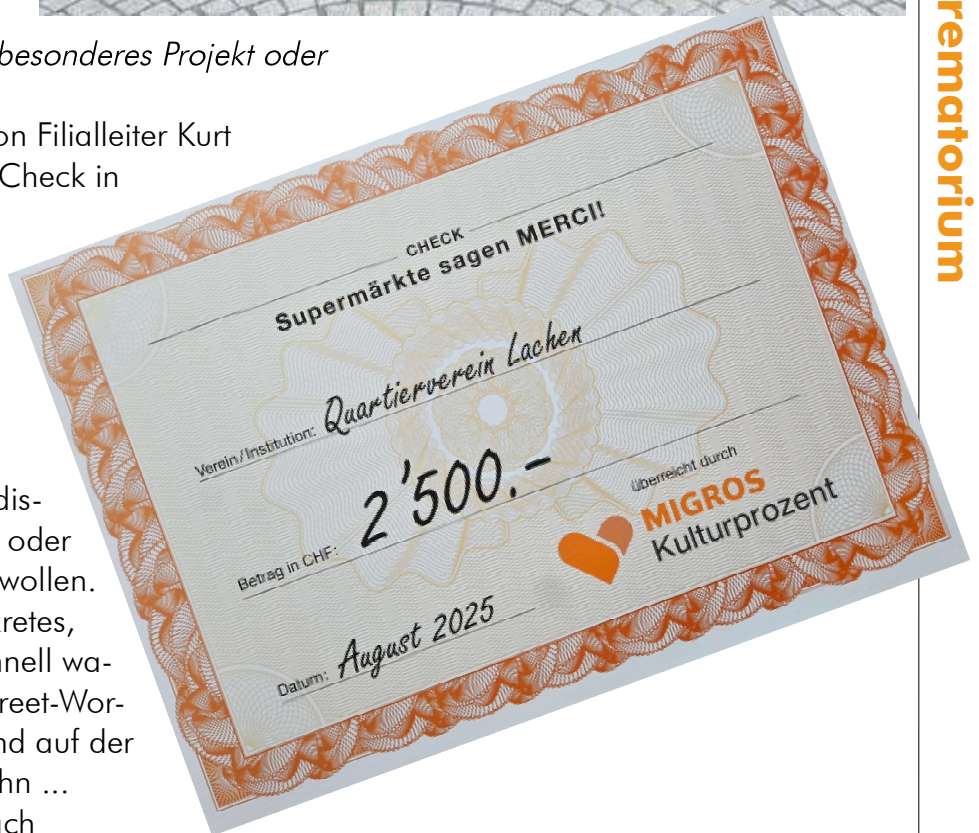 besonderes Projekt oder
on Filialleiter Kurt
Check in
CHECK
Supermärkte sagen MERCI!
Verein/Institution: Quartierverein Lachen
Betrag in CHF: 2'500.–
überreicht durch
MIGROS
Kulturprozent
Datum: August 2025
dis-
oder
wollen.
retes,
nell wa-
reet-Wor-
nd auf der
hn ...
ach
rematorium